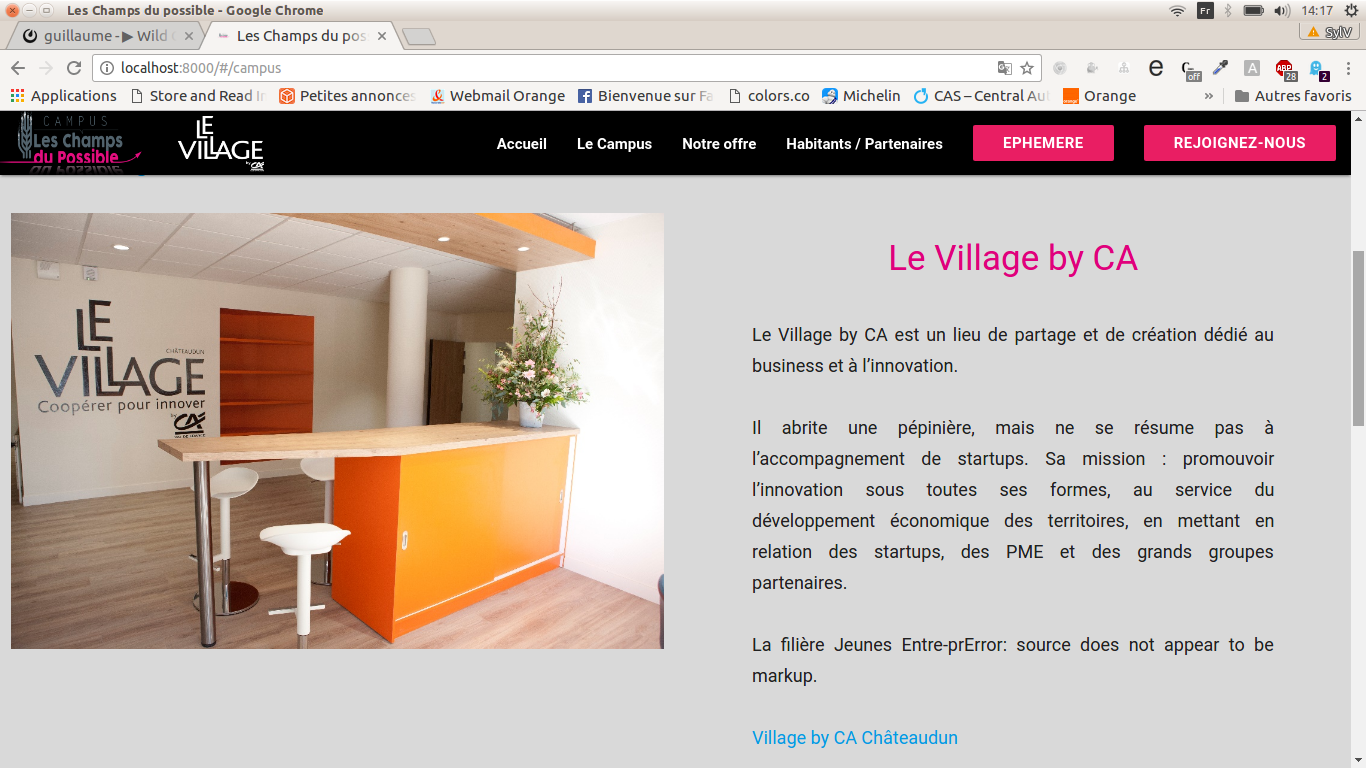 Les Champs du possible - Google Chrome
Fr
14:17
guillaume - ▶ Wild
Les Champs du pos
SylV
localhost:8000/#/campus
off
ABP
28
2
Applications
Store and Read I
Petites annonces
Webmail Orange
Bienvenue sur Fa
colors.co
Michelin
CAS – Central Aut
Orange
»
Autres favoris
CAMPUS
Les Champs
du Possible
LE
VILLAGE
by CA
Accueil
Le Campus
Notre offre
Habitants / Partenaires
EPHEMERE
REJOIGNEZ-NOUS
LE
CHÂTEAUDUN
VILLAGE
Coopérer pour innover
by CA
Le Village by CA
Le Village by CA est un lieu de partage et de création dédié au
business et à l’innovation.
Il abrite une pépinière, mais ne se résume pas à
l’accompagnement de startups. Sa mission : promouvoir
l’innovation sous toutes ses formes, au service du
développement économique des territoires, en mettant en
relation des startups, des PME et des grands groupes
partenaires.
La filière Jeunes Entre-prError: source does not appear to be
markup.
Village by CA Châteaudun